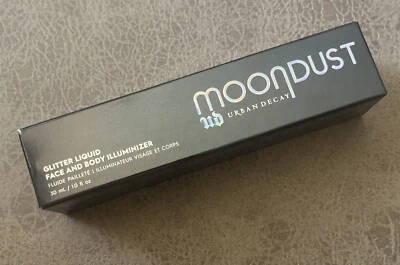 MOONDUST
UD URBAN DECAY
GLITTER LIQUID
FACE AND BODY ILLUMINIZER
FLUIDE PAILLETÉ | ILLUMINATEUR VISAGE ET CORPS
30 mL / 1.0 fl oz